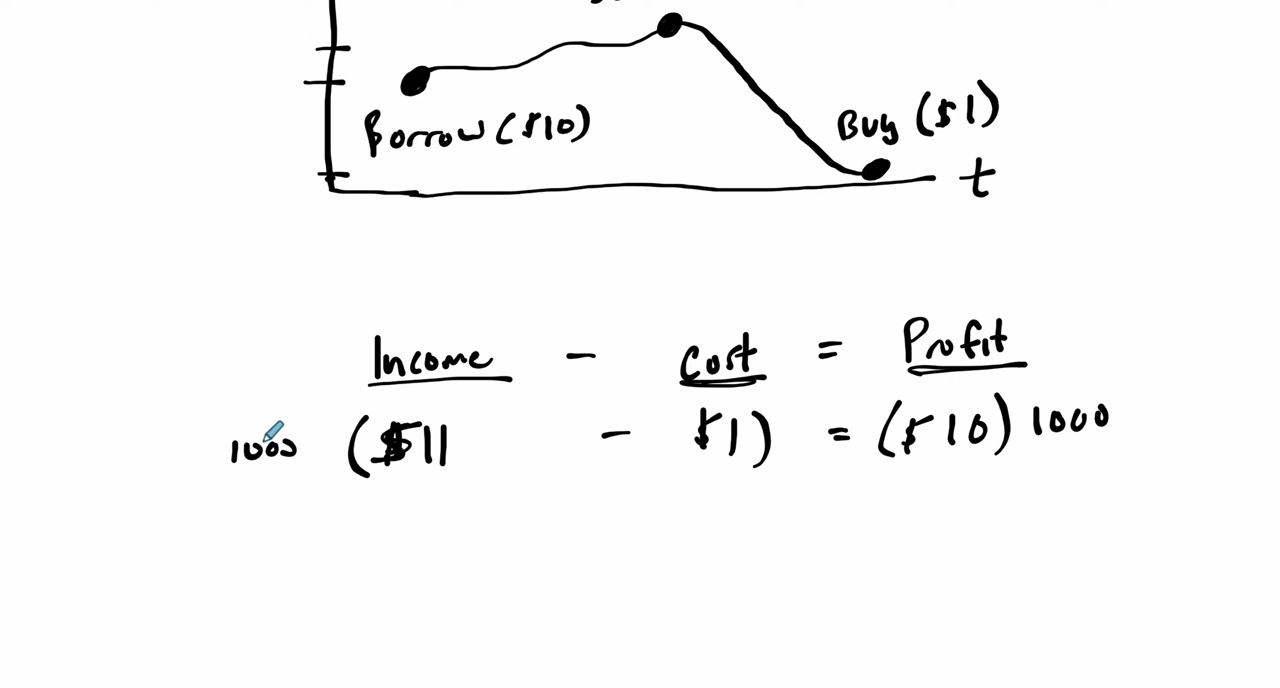 Borrow ($10)
Buy ($1)
t
Income - Cost = Profit
1000 ($11 - $1) = ($10) 1000